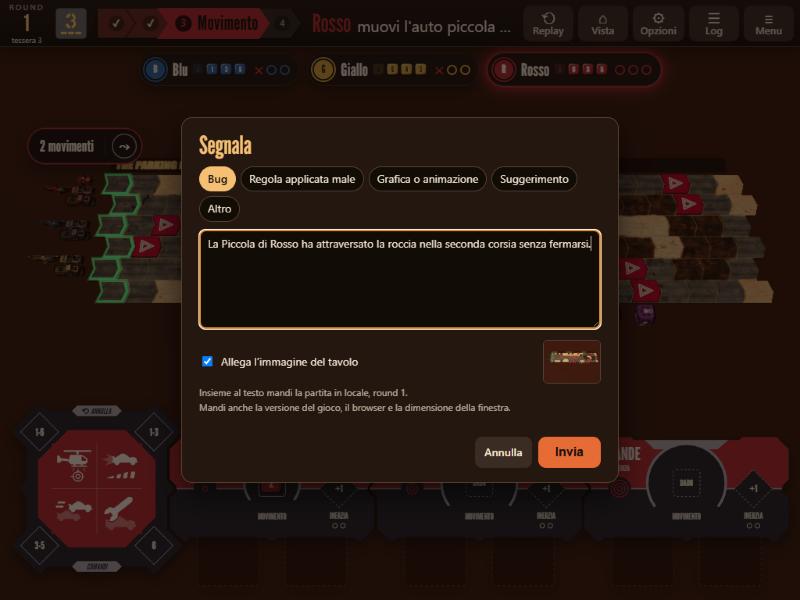 ROUND
1
tessera 3
3
3 Movimento
4
Rosso muovi l'auto piccola ...
Replay
Vista
Opzioni
Log
Menu
B Blu
G Giallo
R Rosso
2 movimenti
THE PARKING
Segnala
Bug
Regola applicata male
Grafica o animazione
Suggerimento
Altro
La Piccola di Rosso ha attraversato la roccia nella seconda corsia senza fermarsi.
Allega l'immagine del tavolo
Insieme al testo mandi la partita in locale, round 1.
Mandi anche la versione del gioco, il browser e la dimensione della finestra.
Annulla
Invia
ANNULLA
1-6
1-3
3-5
6
COMANDI
+1
MOVIMENTO
INERZIA
+1
MOVIMENTO
INERZIA
ANDE
DADO
+1
MOVIMENTO
INERZIA